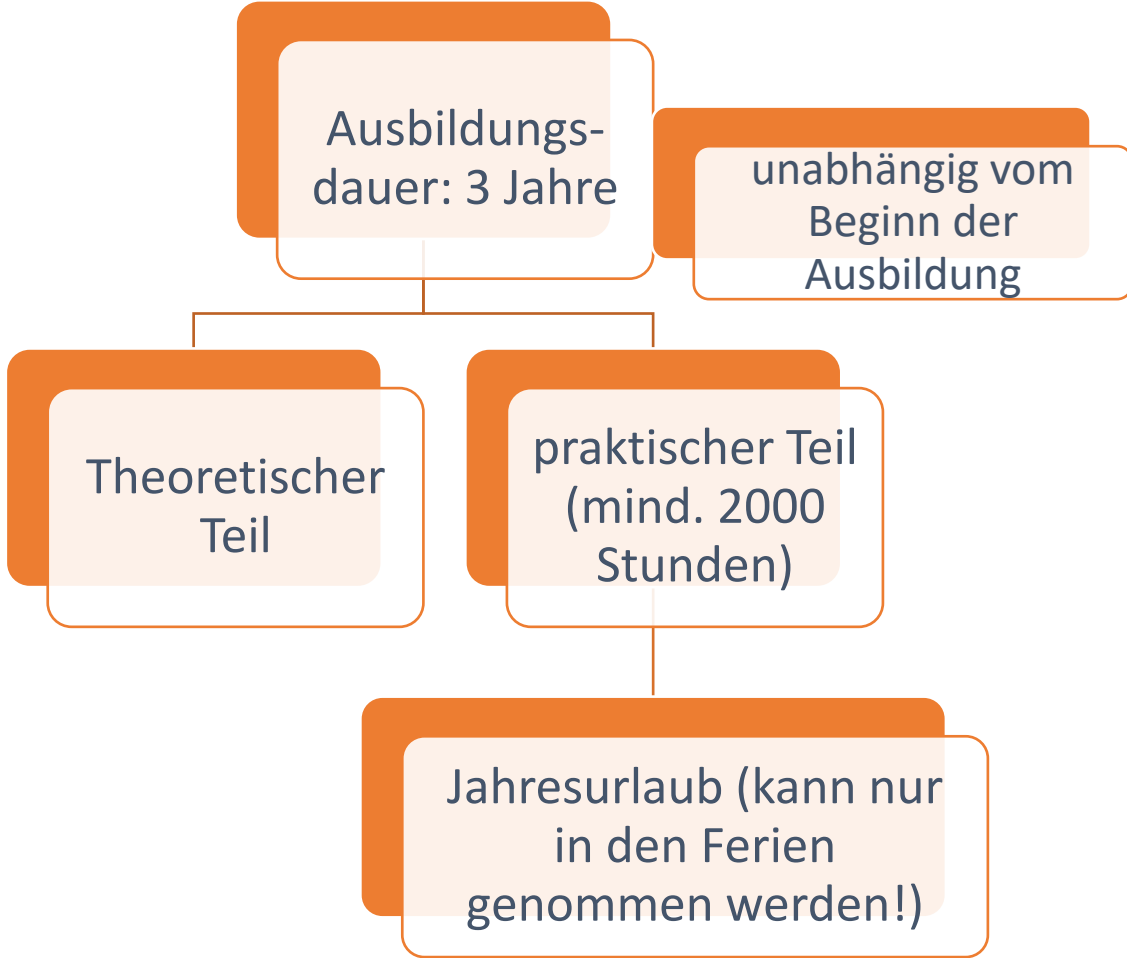 Ausbildungs-
dauer: 3 Jahre
unabhängig vom
Beginn der
Ausbildung
Theoretischer
Teil
praktischer Teil
(mind. 2000
Stunden)
Jahresurlaub (kann nur
in den Ferien
genommen werden!)